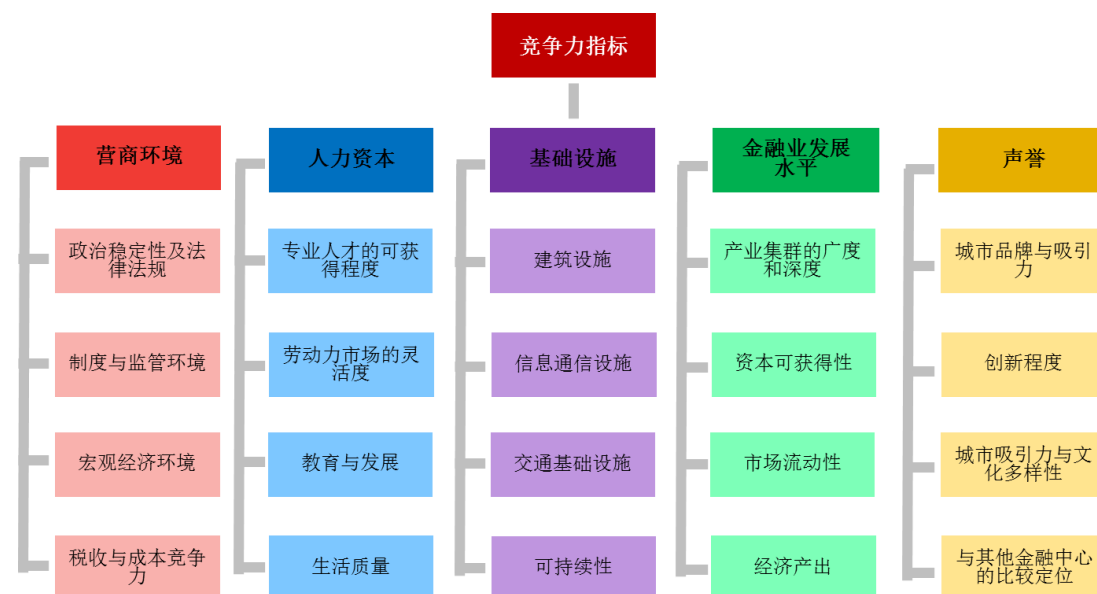 竞争力指标
营商环境
人力资本
基础设施
金融业发展
水平
声誉
政治稳定性及法
律法规
专业人才的可获
得程度
建筑设施
产业集群的广度
和深度
城市品牌与吸引
力
制度与监管环境
劳动力市场的灵
活度
信息通信设施
资本可获得性
创新程度
宏观经济环境
教育与发展
交通基础设施
市场流动性
城市吸引力与文
化多样性
税收与成本竞争
力
生活质量
可持续性
经济产出
与其他金融中心
的比较定位